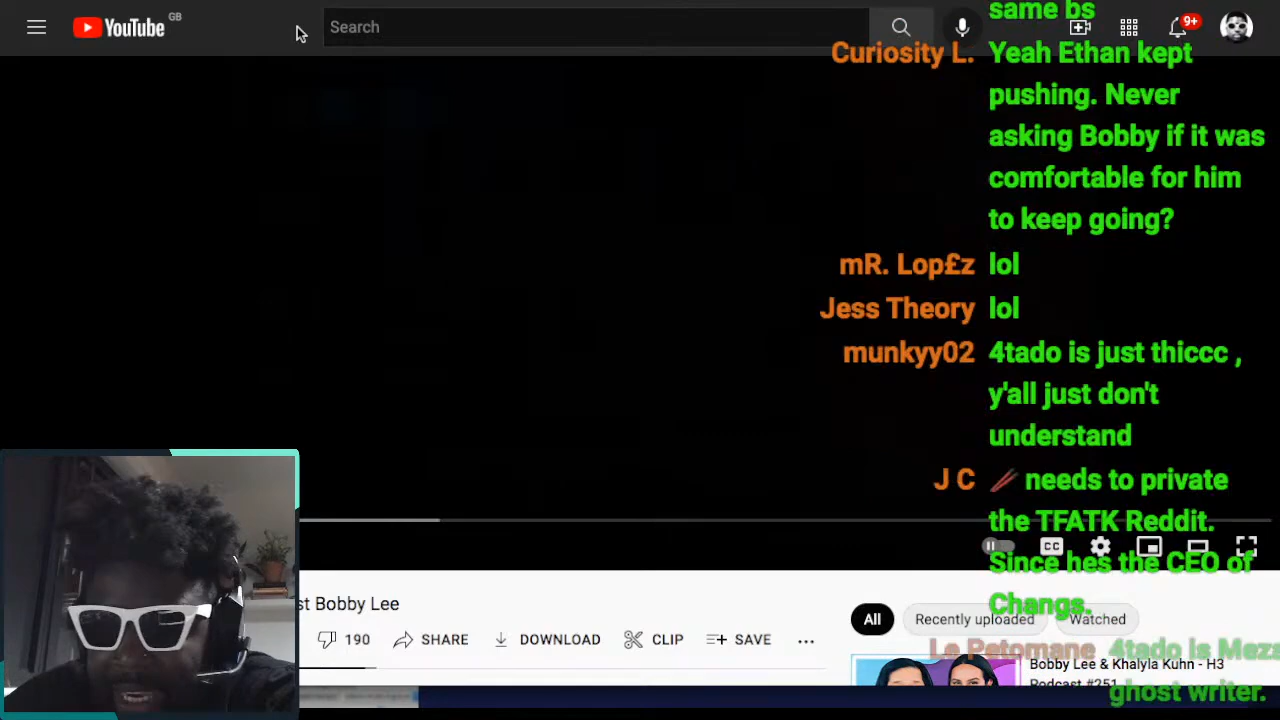 YouTube GB
Search
9+
same bs
Curiosity L. Yeah Ethan kept
pushing. Never
asking Bobby if it was
comfortable for him
to keep going?
mR. Lop£z lol
Jess Theory lol
munkyy02 4tado is just thiccc ,
y'all just don't
understand
J C 🥢 needs to private
the TFATK Reddit.
Since hes the CEO of
Changs.
CC
st Bobby Lee
190 SHARE DOWNLOAD CLIP SAVE
All Recently uploaded Watched
Le Petomane 4tado is Meza
ghost writer.
Bobby Lee & Khalyla Kuhn - H3
Podcast #251